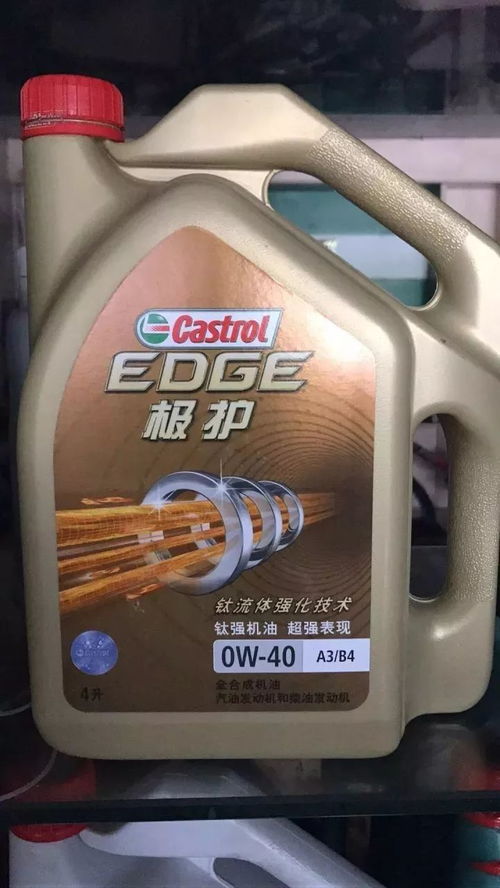 Castrol
EDGE
极护
钛流体强化技术
钛强机油 超强表现
0W-40 A3/B4
全合成机油
汽油发动机和柴油发动机
Castrol
4升